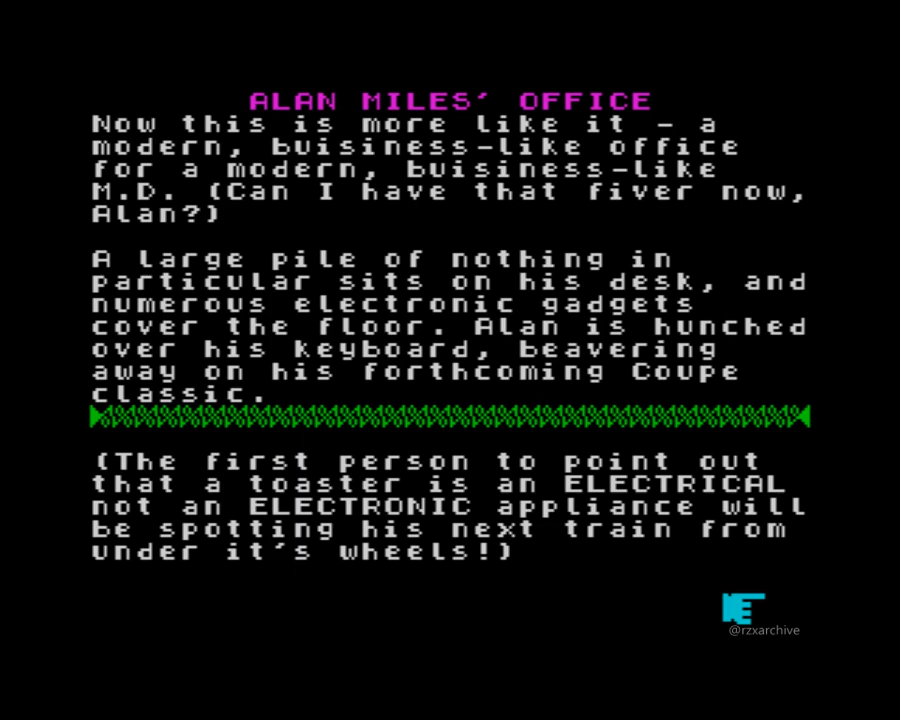 ALAN MILES' OFFICE
Now this is more like it - a
modern, buisiness-like office
for a modern, buisiness-like
M.D. (Can I have that fiver now,
Alan?)
A large pile of nothing in
particular sits on his desk, and
numerous electronic gadgets
cover the floor. Alan is hunched
over his keyboard, beavering
away on his forthcoming Coupe
classic.
(The first person to point out
that a toaster is an ELECTRICAL
not an ELECTRONIC appliance will
be spotting his next train from
under it's wheels!)
@rzxarchive